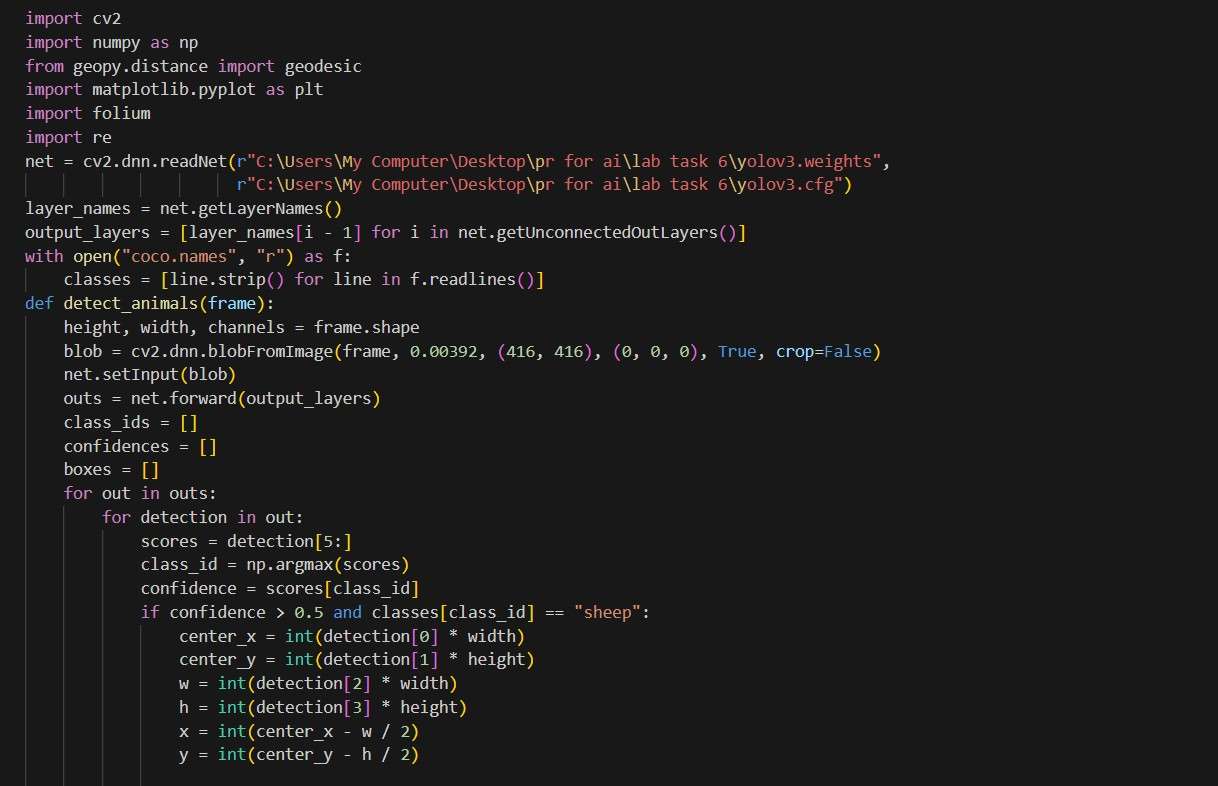 import cv2
import numpy as np
from geopy.distance import geodesic
import matplotlib.pyplot as plt
import folium
import re
net = cv2.dnn.readNet(r"C:\Users\My Computer\Desktop\pr for ai\lab task 6\yolov3.weights",
                      r"C:\Users\My Computer\Desktop\pr for ai\lab task 6\yolov3.cfg")
layer_names = net.getLayerNames()
output_layers = [layer_names[i - 1] for i in net.getUnconnectedOutLayers()]
with open("coco.names", "r") as f:
    classes = [line.strip() for line in f.readlines()]
def detect_animals(frame):
    height, width, channels = frame.shape
    blob = cv2.dnn.blobFromImage(frame, 0.00392, (416, 416), (0, 0, 0), True, crop=False)
    net.setInput(blob)
    outs = net.forward(output_layers)
    class_ids = []
    confidences = []
    boxes = []
    for out in outs:
        for detection in out:
            scores = detection[5:]
            class_id = np.argmax(scores)
            confidence = scores[class_id]
            if confidence > 0.5 and classes[class_id] == "sheep":
                center_x = int(detection[0] * width)
                center_y = int(detection[1] * height)
                w = int(detection[2] * width)
                h = int(detection[3] * height)
                x = int(center_x - w / 2)
                y = int(center_y - h / 2)